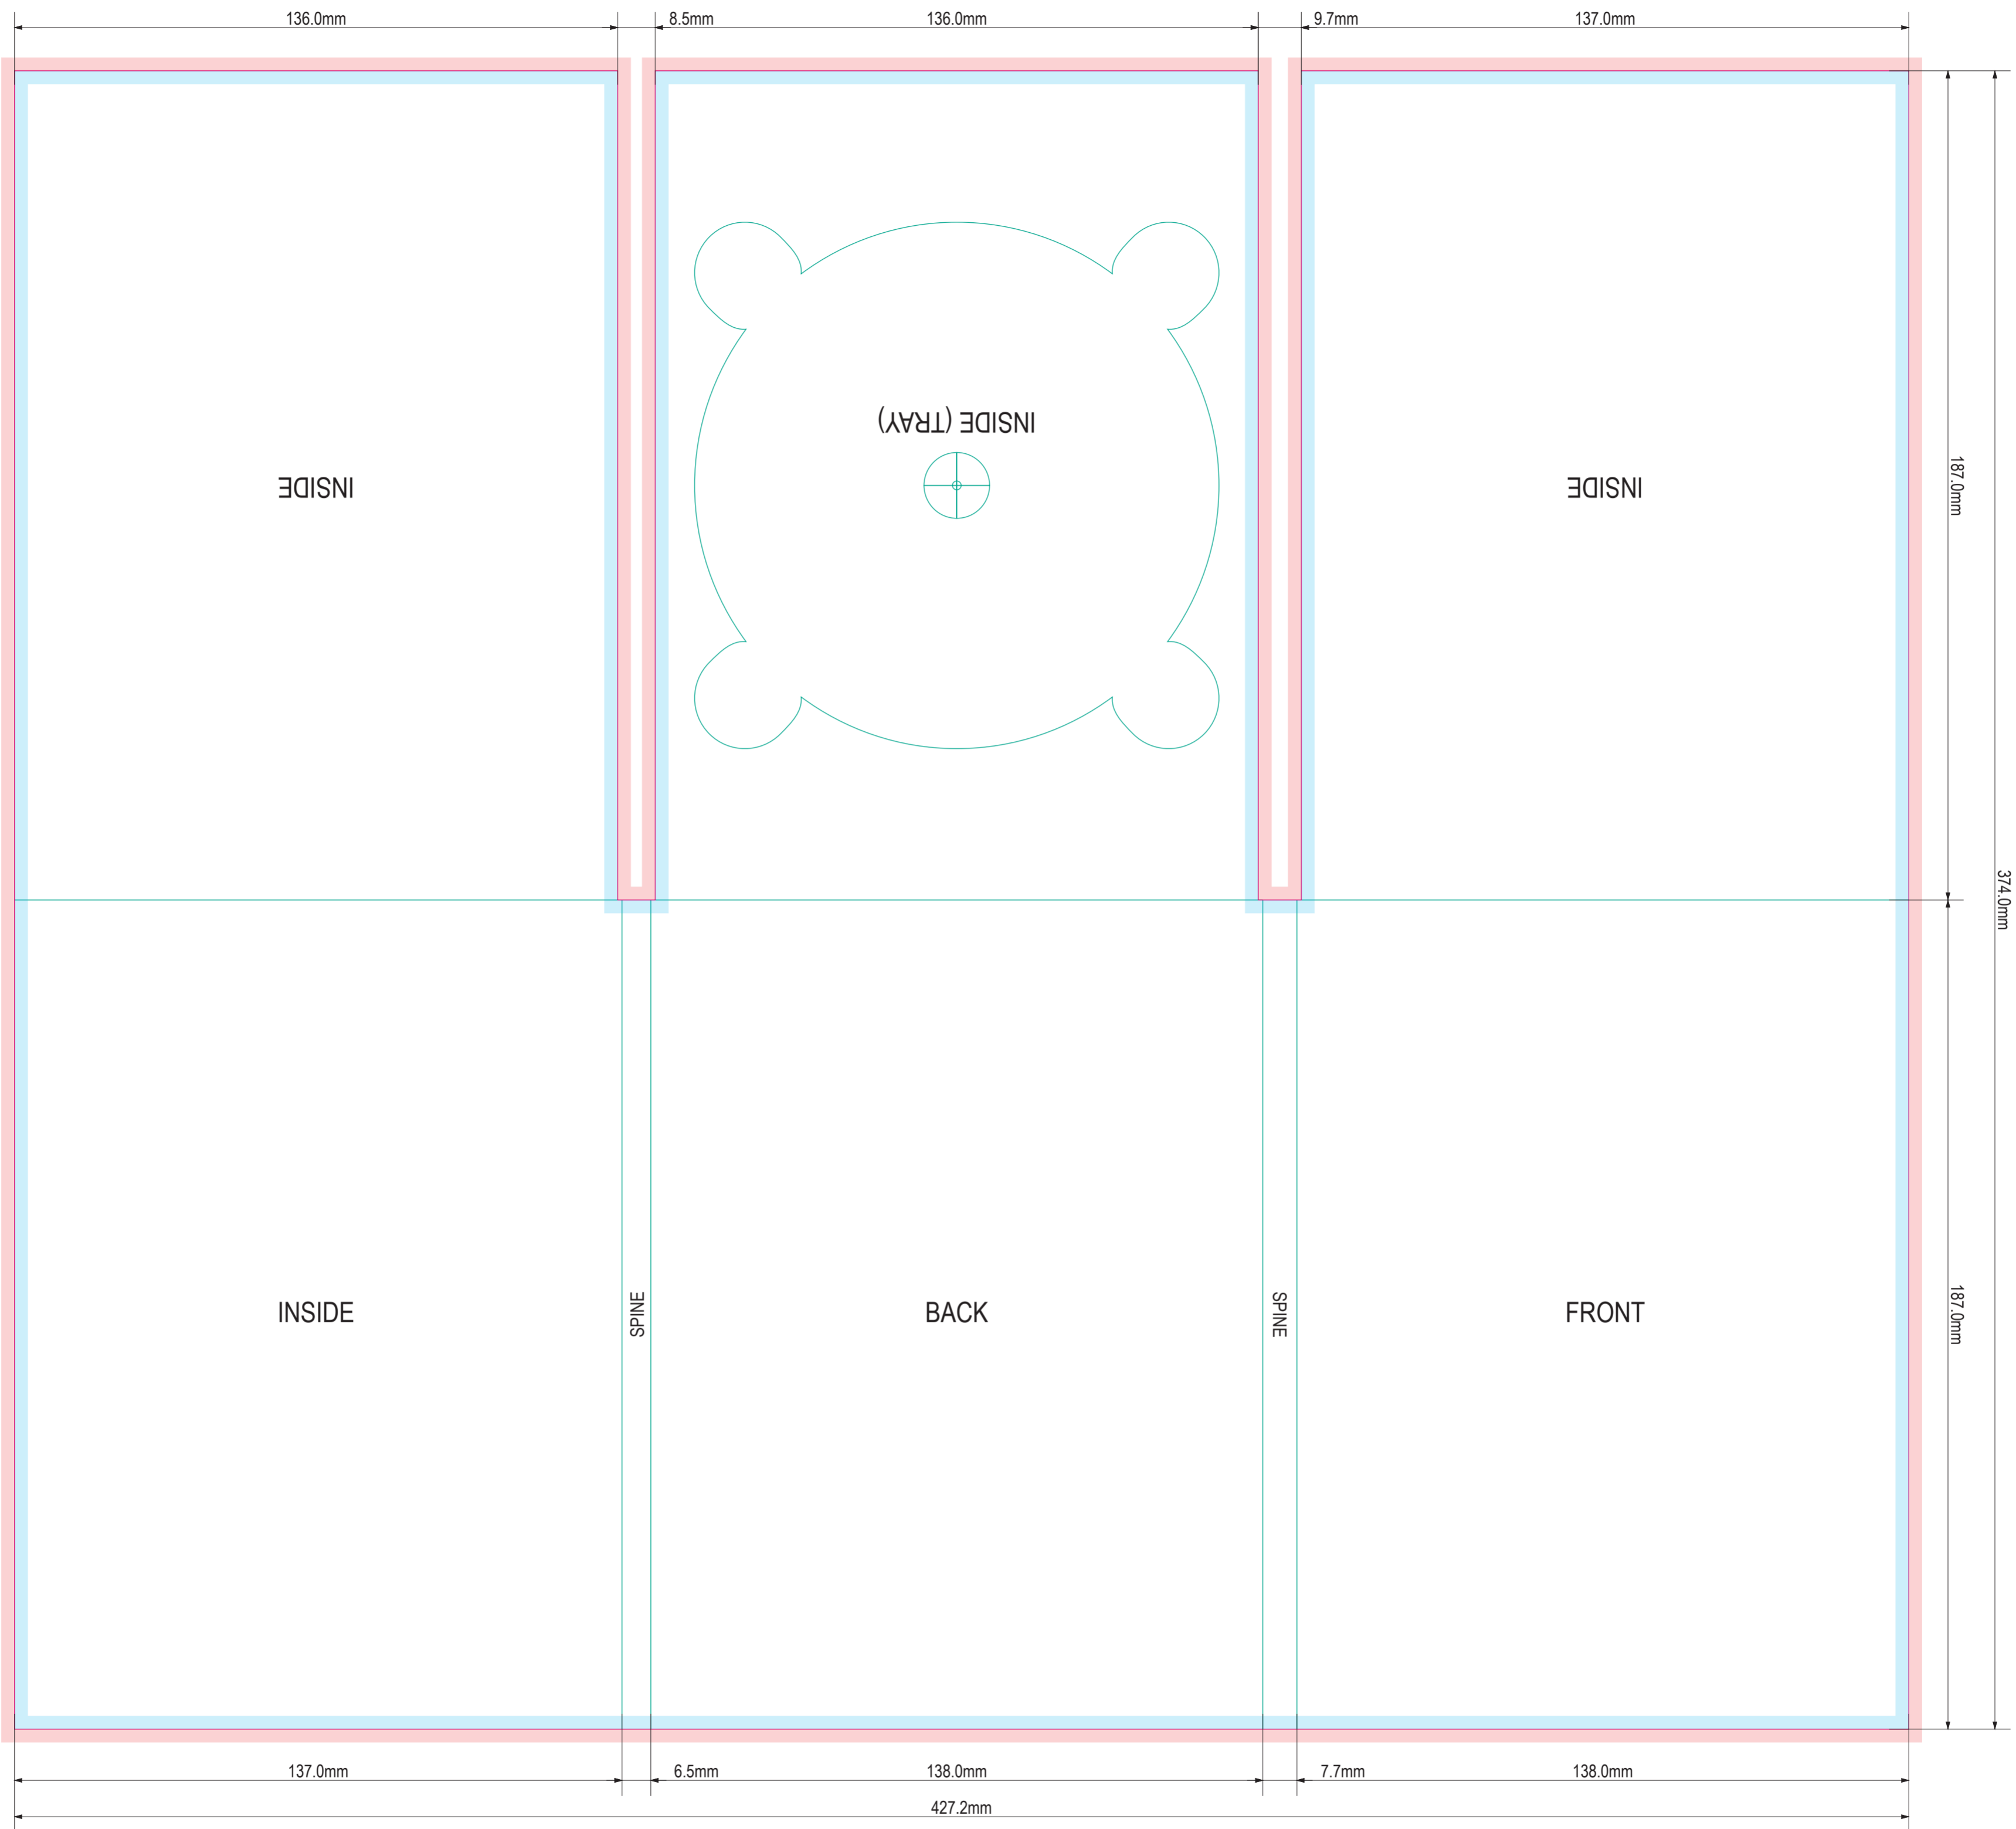 136.0mm
8.5mm
136.0mm
9.7mm
137.0mm
INSIDE (TRAY)
INSIDE
INSIDE
187.0mm
374.0mm
INSIDE
SPINE
BACK
SPINE
FRONT
187.0mm
137.0mm
6.5mm
138.0mm
7.7mm
138.0mm
427.2mm